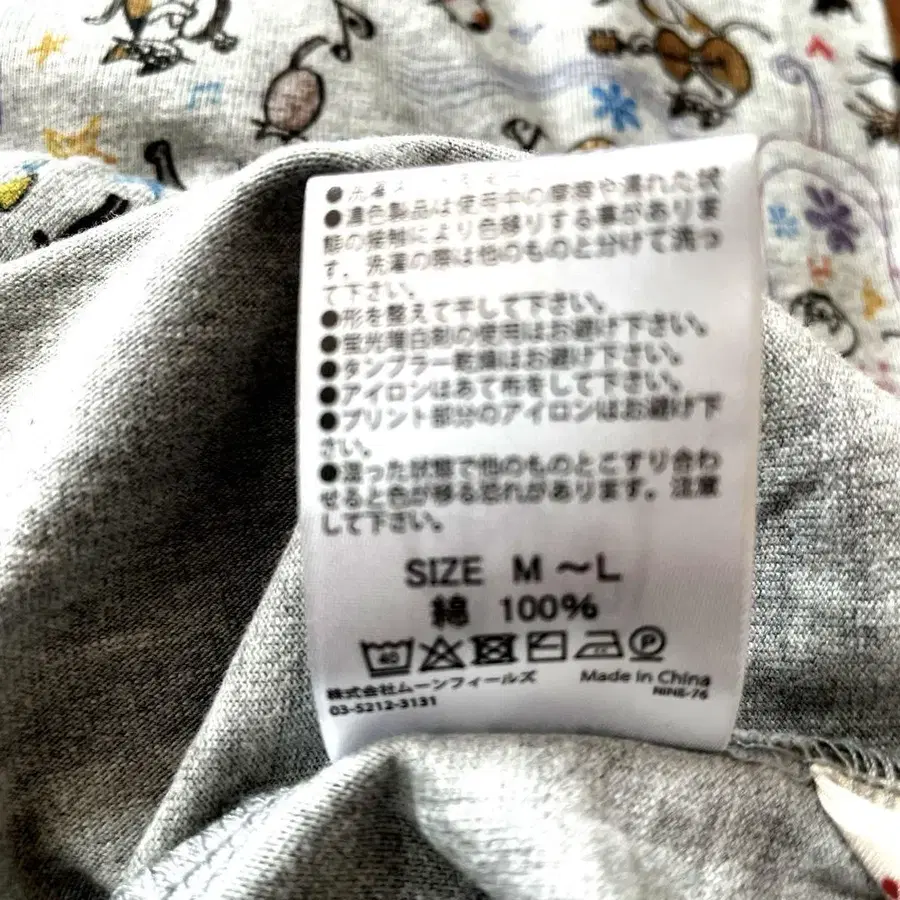 ●濃色製品は使用中の摩擦や濡れた状
態の接触により色移りする事がありま
す。洗濯の際は他のものと分けて洗っ
て下さい。
●形を整えて干して下さい。
●蛍光増白剤の使用はお避け下さい。
●タンブラー乾燥はお避け下さい。
●アイロンはあて布をして下さい。
●プリント部分のアイロンはお避け下
さい。
●湿った状態で他のものとこすり合わ
せると色が移る恐れがあります。注意
して下さい。
SIZE M ～L
綿 100%
40 P
株式会社ムーンフィールズ Made in China
03-5212-3131 NINE-76